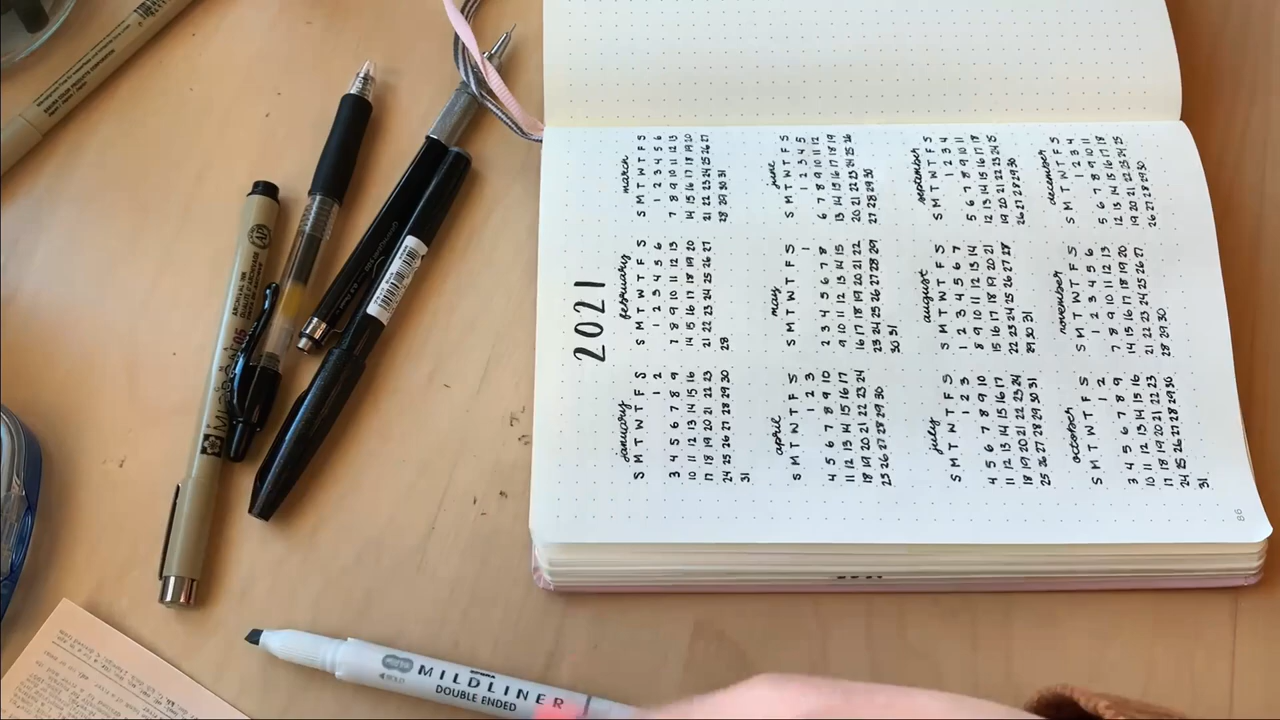 2021
january
S M T W T F S
1 2
3 4 5 6 7 8 9
10 11 12 13 14 15 16
17 18 19 20 21 22 23
24 25 26 27 28 29 30
31
february
S M T W T F S
1 2 3 4 5 6
7 8 9 10 11 12 13
14 15 16 17 18 19 20
21 22 23 24 25 26 27
28
march
S M T W T F S
1 2 3 4 5 6
7 8 9 10 11 12 13
14 15 16 17 18 19 20
21 22 23 24 25 26 27
28 29 30 31
april
S M T W T F S
1 2 3
4 5 6 7 8 9 10
11 12 13 14 15 16 17
18 19 20 21 22 23 24
25 26 27 28 29 30
may
S M T W T F S
1
2 3 4 5 6 7 8
9 10 11 12 13 14 15
16 17 18 19 20 21 22
23 24 25 26 27 28 29
30 31
june
S M T W T F S
1 2 3 4 5
6 7 8 9 10 11 12
13 14 15 16 17 18 19
20 21 22 23 24 25 26
27 28 29 30
july
S M T W T F S
1 2 3
4 5 6 7 8 9 10
11 12 13 14 15 16 17
18 19 20 21 22 23 24
25 26 27 28 29 30 31
august
S M T W T F S
1 2 3 4 5 6 7
8 9 10 11 12 13 14
15 16 17 18 19 20 21
22 23 24 25 26 27 28
29 30 31
september
S M T W T F S
1 2 3 4
5 6 7 8 9 10 11
12 13 14 15 16 17 18
19 20 21 22 23 24 25
26 27 28 29 30
october
S M T W T F S
1 2
3 4 5 6 7 8 9
10 11 12 13 14 15 16
17 18 19 20 21 22 23
24 25 26 27 28 29 30
31
november
S M T W T F S
1 2 3 4 5 6
7 8 9 10 11 12 13
14 15 16 17 18 19 20
21 22 23 24 25 26 27
28 29 30
december
S M T W T F S
1 2 3 4
5 6 7 8 9 10 11
12 13 14 15 16 17 18
19 20 21 22 23 24 25
26 27 28 29 30
86
MICRON 05
AP
ZEBRA
MILDLINER
DOUBLE ENDED
BOLD